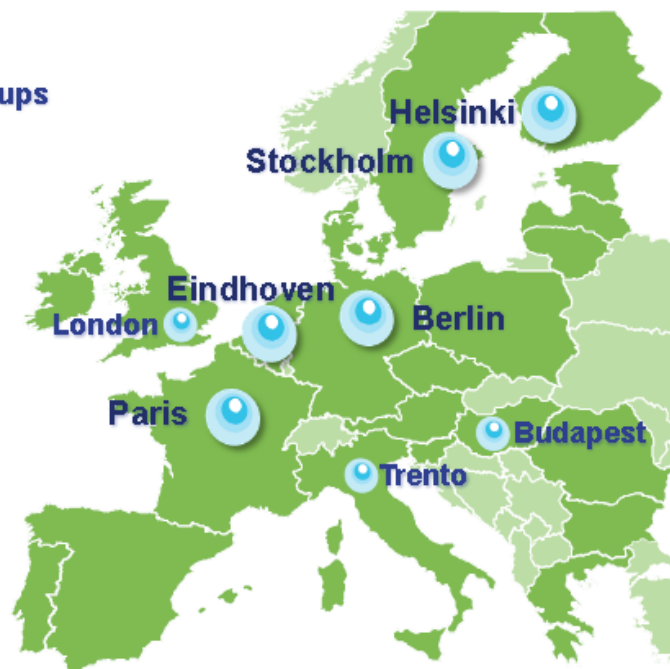 ups
Helsinki
Stockholm
Eindhoven
London
Berlin
Paris
Budapest
Trento